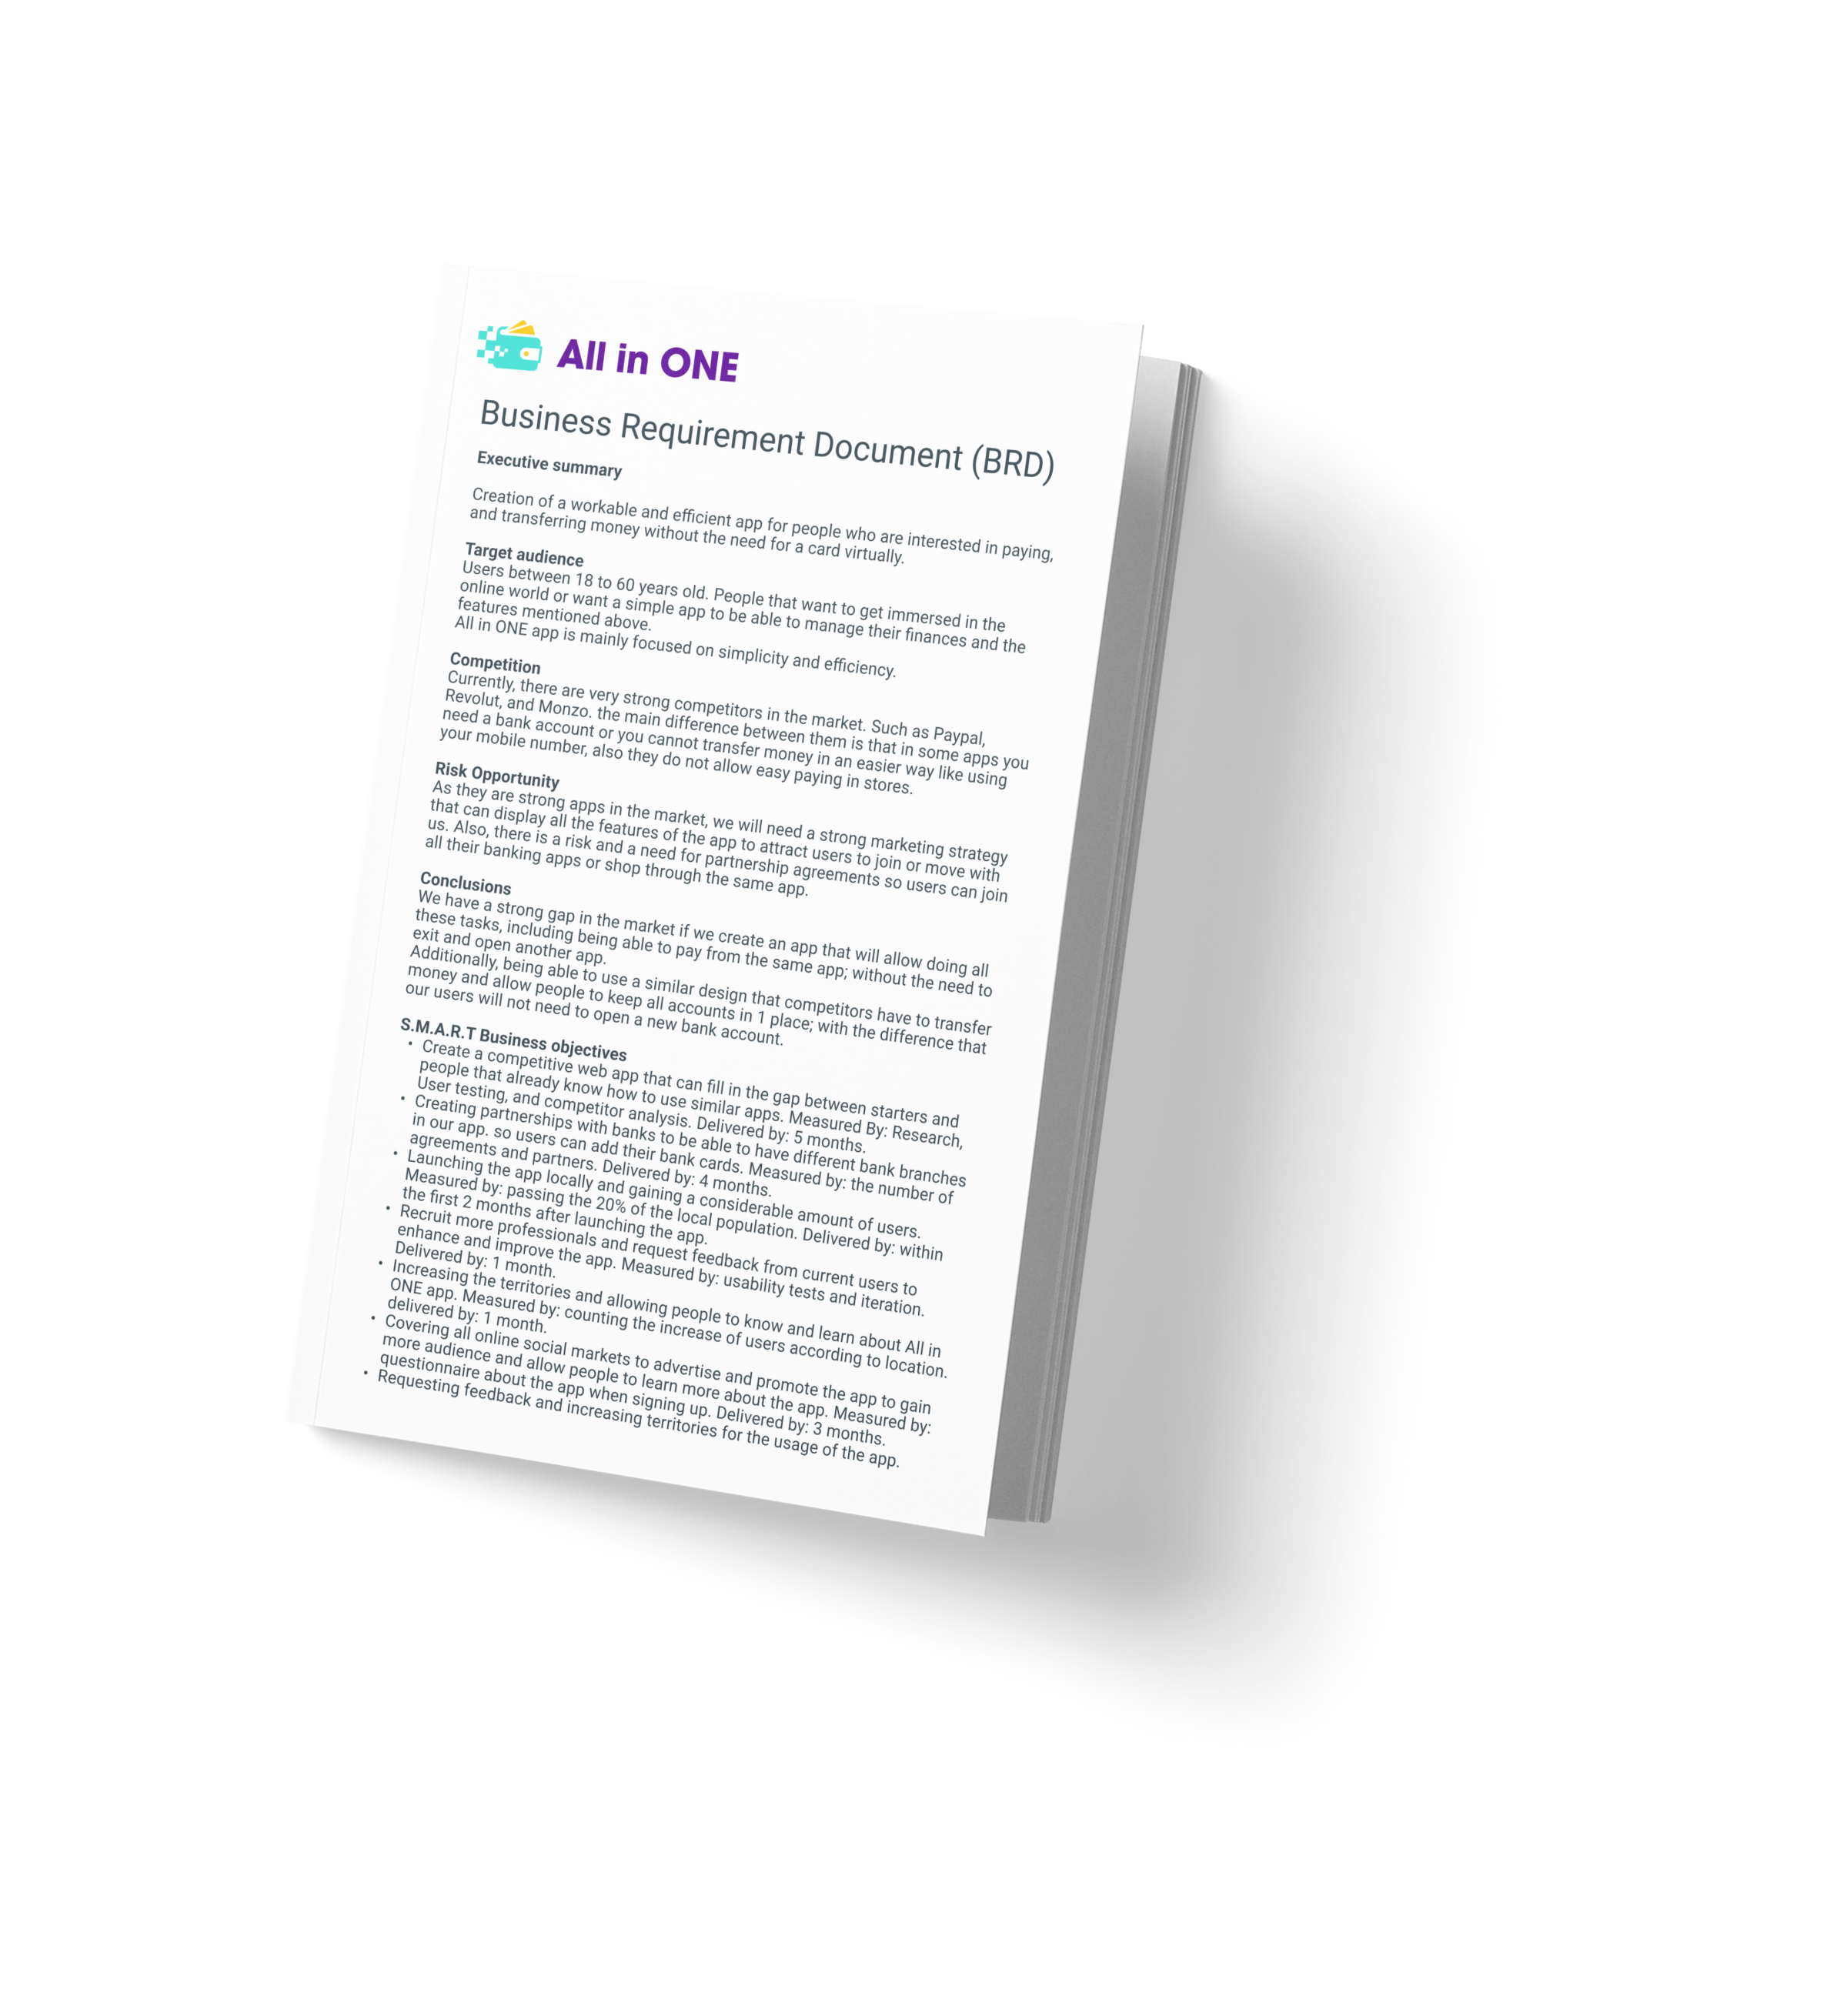 All in ONE
Business Requirement Document (BRD)
Executive summary
Creation of a workable and efficient app for people who are interested in paying,
and transferring money without the need for a card virtually.
Target audience
Users between 18 to 60 years old. People that want to get immersed in the
online world or want a simple app to be able to manage their finances and the
features mentioned above.
All in ONE app is mainly focused on simplicity and efficiency.
Competition
Currently, there are very strong competitors in the market. Such as Paypal,
Revolut, and Monzo. the main difference between them is that in some apps you
need a bank account or you cannot transfer money in an easier way like using
your mobile number, also they do not allow easy paying in stores.
Risk Opportunity
As they are strong apps in the market, we will need a strong marketing strategy
that can display all the features of the app to attract users to join or move with
us. Also, there is a risk and a need for partnership agreements so users can join
all their banking apps or shop through the same app.
Conclusions
We have a strong gap in the market if we create an app that will allow doing all
these tasks, including being able to pay from the same app; without the need to
exit and open another app.
Additionally, being able to use a similar design that competitors have to transfer
money and allow people to keep all accounts in 1 place; with the difference that
our users will not need to open a new bank account.
S.M.A.R.T Business objectives
• Create a competitive web app that can fill in the gap between starters and
people that already know how to use similar apps. Measured By: Research,
User testing, and competitor analysis. Delivered by: 5 months.
• Creating partnerships with banks to be able to have different bank branches
in our app. so users can add their bank cards. Measured by: the number of
agreements and partners. Delivered by: 4 months.
• Launching the app locally and gaining a considerable amount of users.
Measured by: passing the 20% of the local population. Delivered by: within
the first 2 months after launching the app.
• Recruit more professionals and request feedback from current users to
enhance and improve the app. Measured by: usability tests and iteration.
Delivered by: 1 month.
• Increasing the territories and allowing people to know and learn about All in
ONE app. Measured by: counting the increase of users according to location.
delivered by: 1 month.
• Covering all online social markets to advertise and promote the app to gain
more audience and allow people to learn more about the app. Measured by:
questionnaire about the app when signing up. Delivered by: 3 months.
• Requesting feedback and increasing territories for the usage of the app.